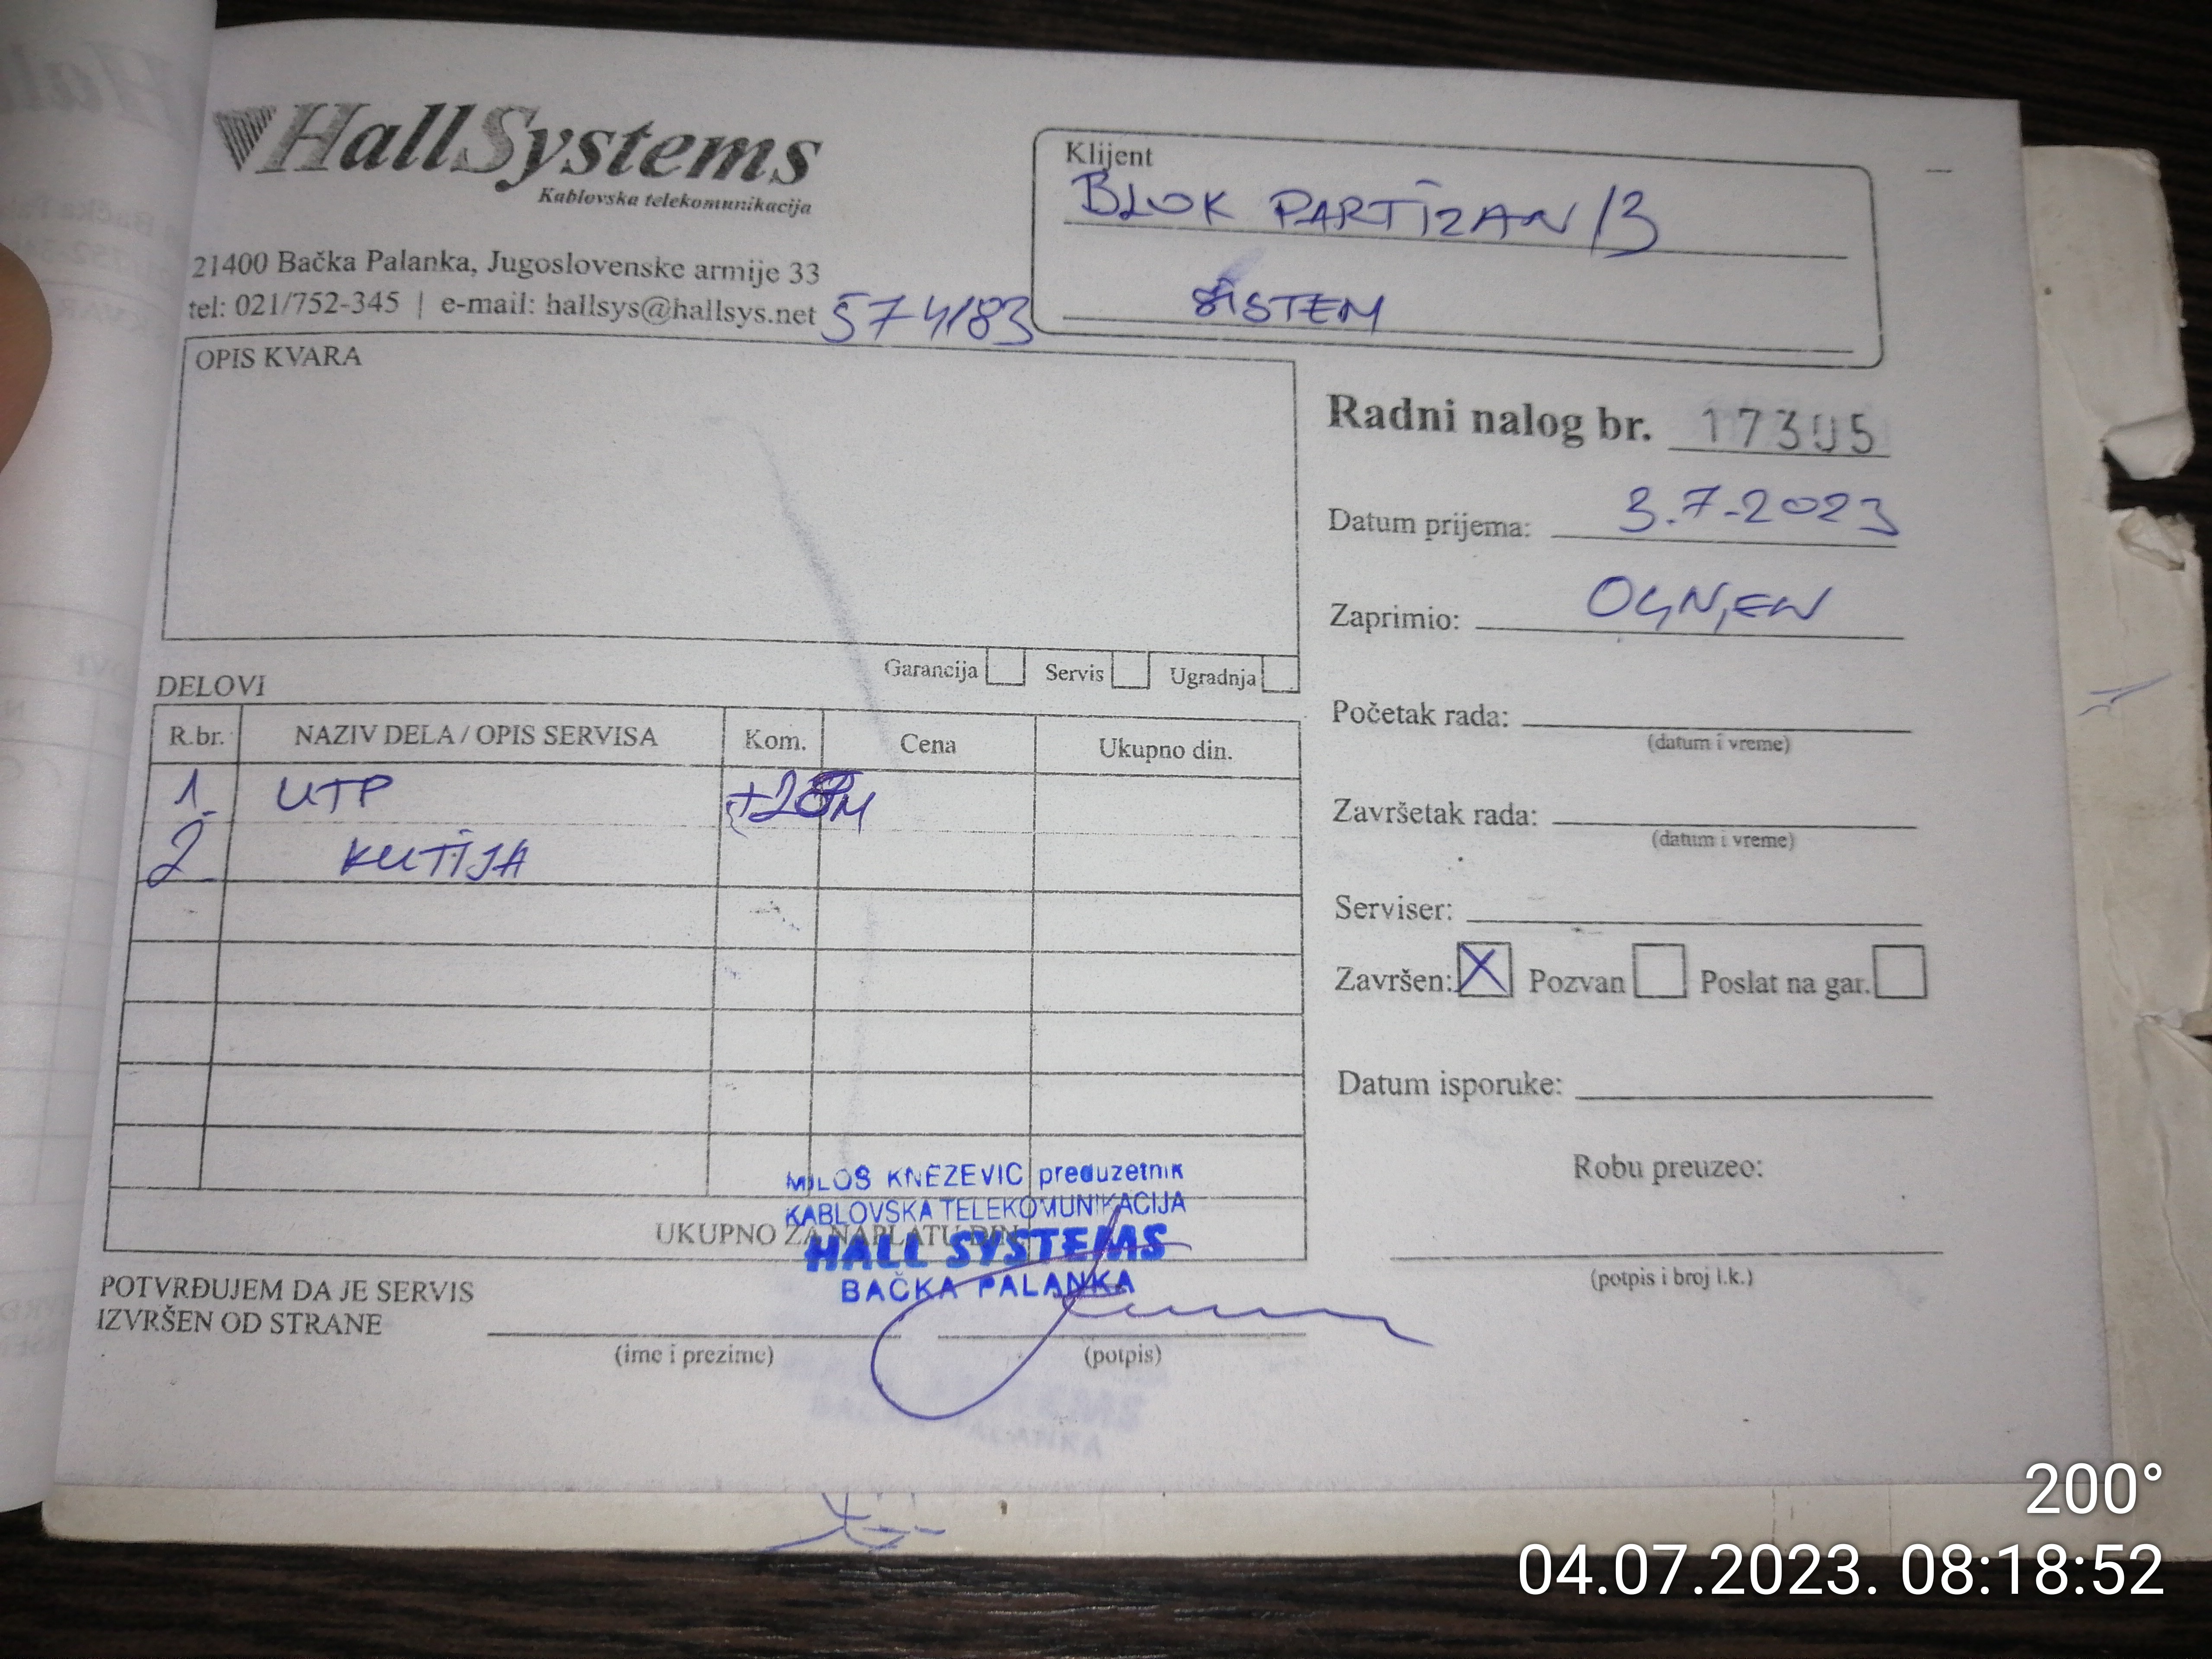 HallSystems
Kablovska telekomunikacija
21400 Bačka Palanka, Jugoslovenske armije 33
tel: 021/752-345 | e-mail: hallsys@hallsys.net
574/83
Klijent
BLOK PARTIZAN/3
SISTEM
OPIS KVARA
Garancija Servis Ugradnja
Radni nalog br. 17305
Datum prijema: 3.7-2023
Zaprimio: OGNJEN
Početak rada:
(datum i vreme)
Završetak rada:
(datum i vreme)
Serviser:
Završen: X Pozvan Poslat na gar.
Datum isporuke:
Robu preuzeo:
(potpis i broj l.k.)
DELOVI
R.br. NAZIV DELA / OPIS SERVISA Kom. Cena Ukupno din.
1. UTP
2. KUTIJA
UKUPNO ZA NAPLATU DIN
MILOŠ KNEZEVIC preduzetnik
KABLOVSKA TELEKOMUNIKACIJA
HALL SYSTEMS
BAČKA PALANKA
POTVRĐUJEM DA JE SERVIS
IZVRŠEN OD STRANE
(ime i prezime) (potpis)
200°
04.07.2023. 08:18:52